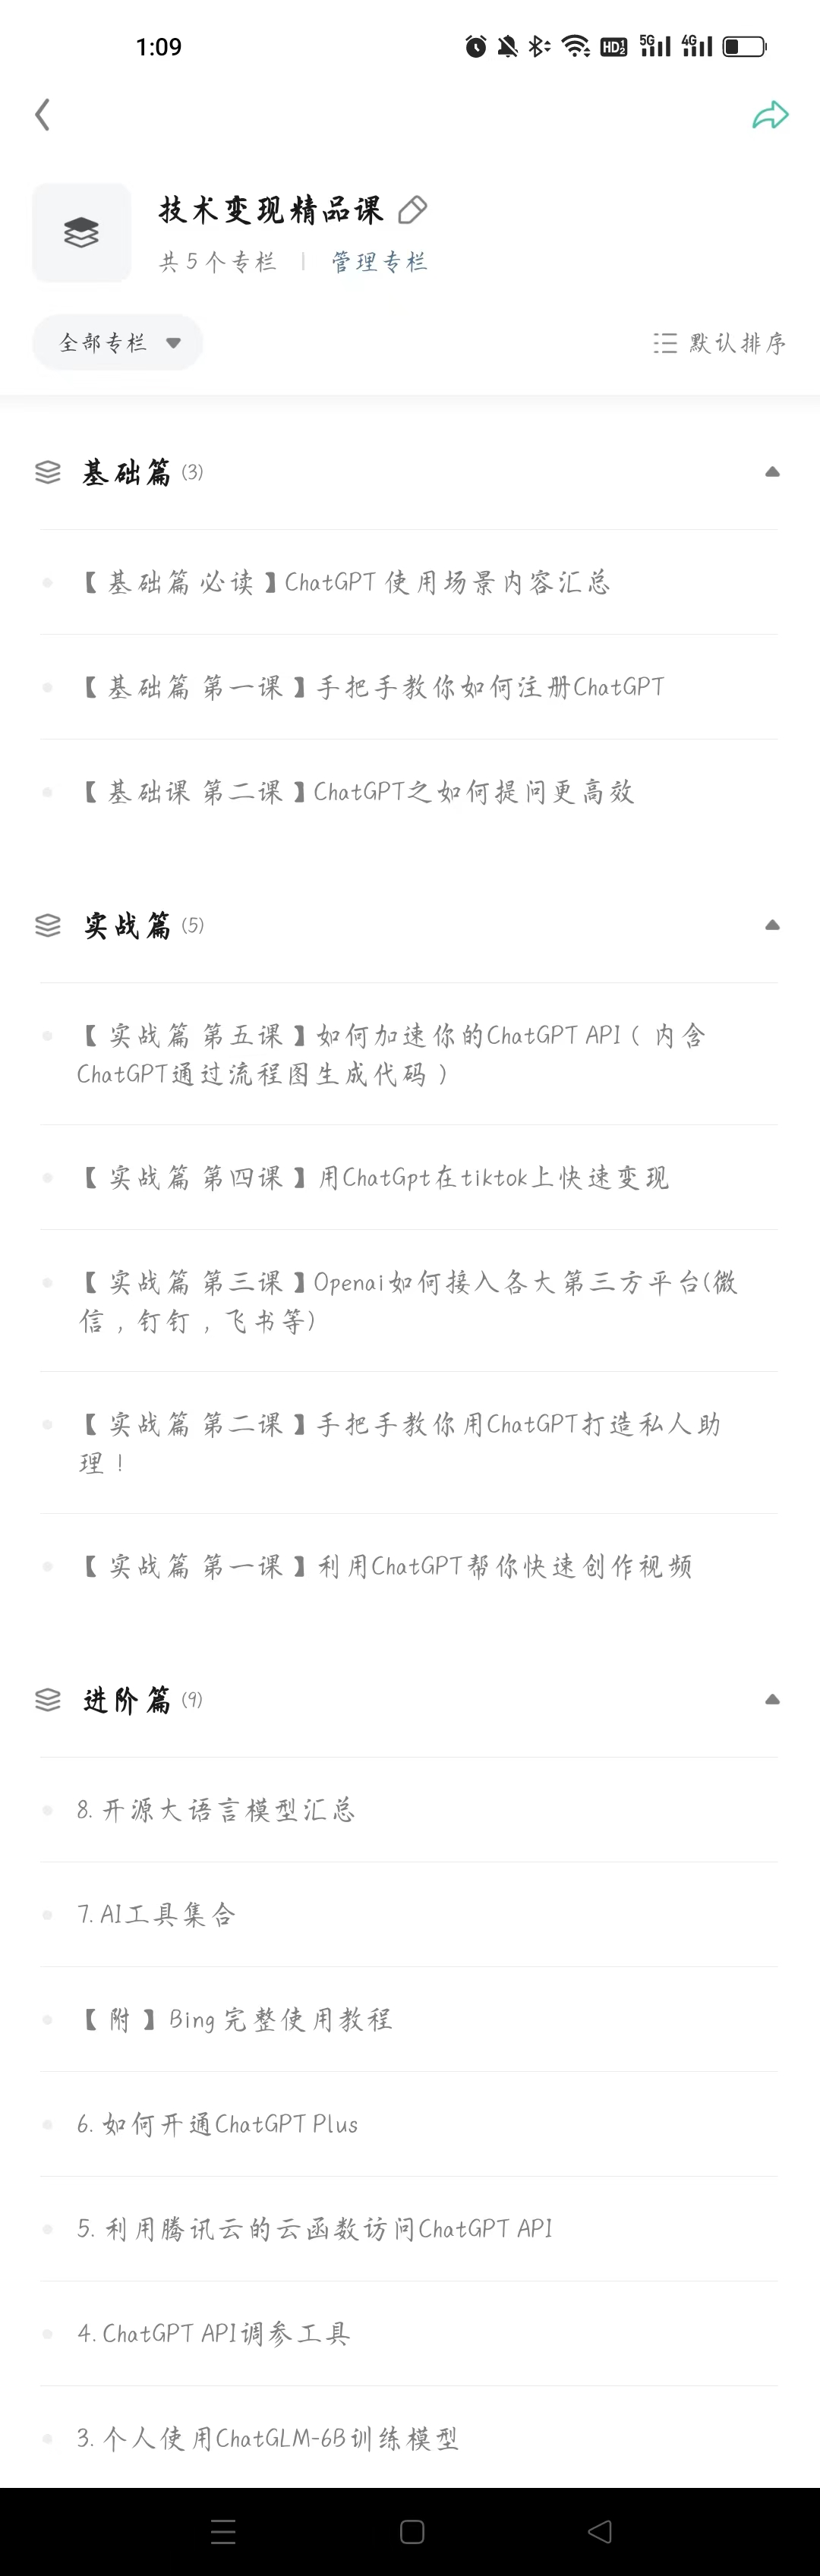 1:09
HD 1 2 5G 4G
技术变现精品课
共5个专栏 | 管理专栏
全部专栏
默认排序
基础篇 (3)
【基础篇 必读】ChatGPT 使用场景内容汇总
【基础篇 第一课】手把手教你如何注册ChatGPT
【基础课 第二课】ChatGPT之如何提问更高效
实战篇 (5)
【实战篇 第五课】如何加速你的ChatGPT API（内含
ChatGPT通过流程图生成代码）
【实战篇 第四课】用ChatGpt在tiktok上快速变现
【实战篇 第三课】Openai如何接入各大第三方平台(微
信，钉钉，飞书等)
【实战篇 第二课】手把手教你用ChatGPT打造私人助
理！
【实战篇 第一课】利用ChatGPT帮你快速创作视频
进阶篇 (9)
8. 开源大语言模型汇总
7. AI工具集合
【附】Bing 完整使用教程
6. 如何开通ChatGPT Plus
5. 利用腾讯云的云函数访问ChatGPT API
4. ChatGPT API调参工具
3. 个人使用ChatGLM-6B训练模型